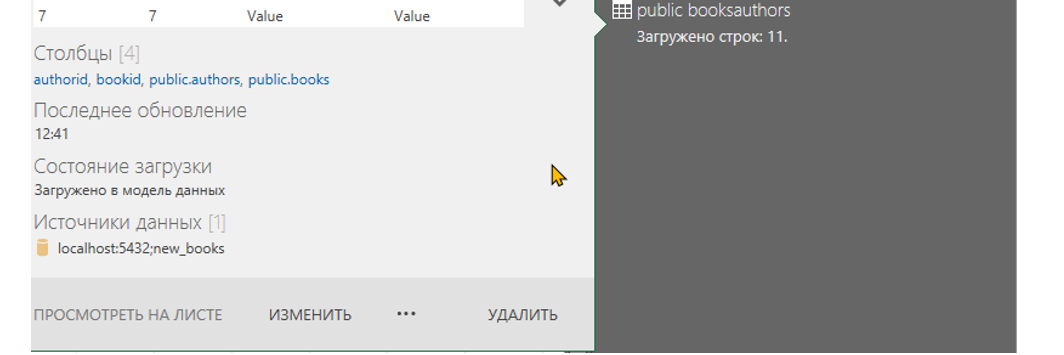 7 7 Value Value
Столбцы [4]
authorid, bookid, public.authors, public.books
Последнее обновление
12:41
Состояние загрузки
Загружено в модель данных
Источники данных [1]
localhost:5432;new_books
ПРОСМОТРЕТЬ НА ЛИСТЕ ИЗМЕНИТЬ ••• УДАЛИТЬ
public booksauthors
Загружено строк: 11.